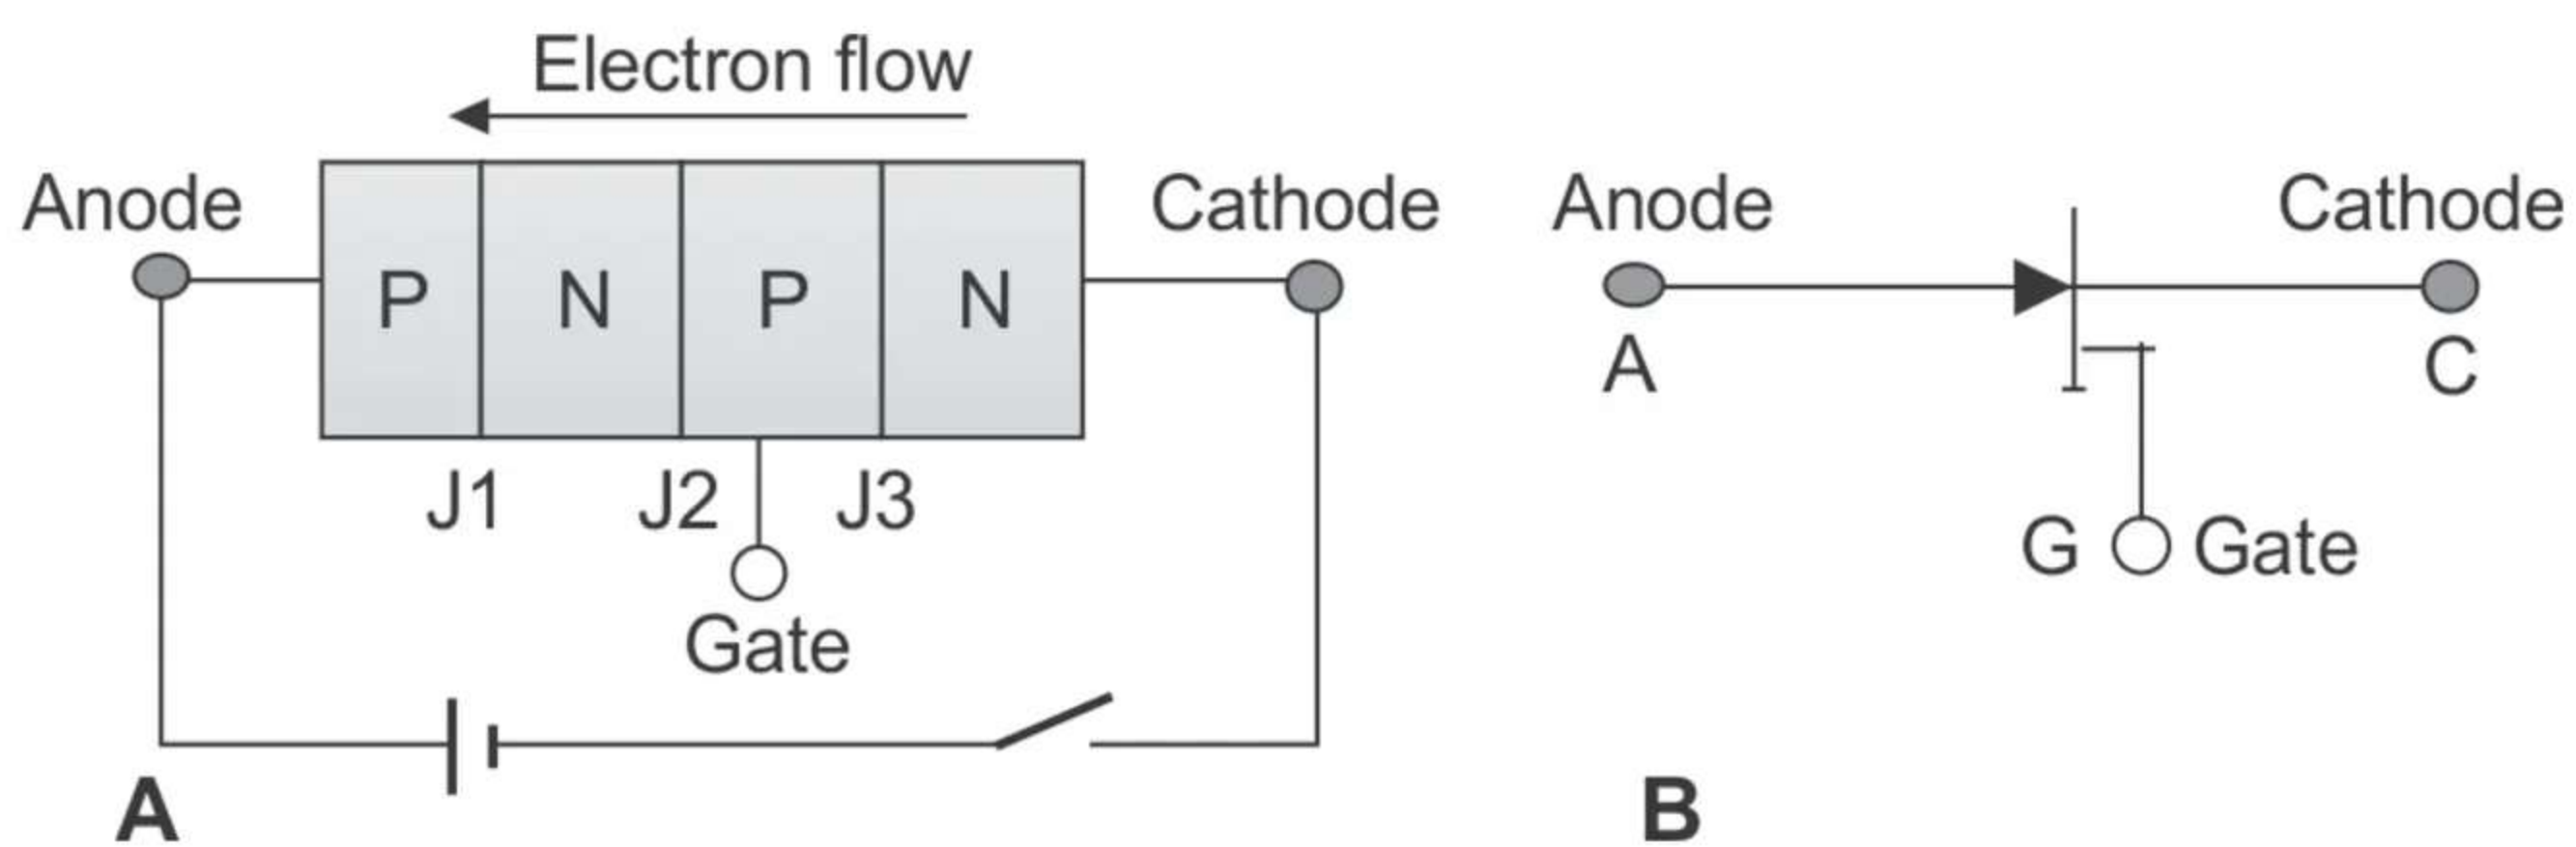 Electron flow
Anode
Cathode
P N P N
J1 J2 J3
Gate
A
Anode
Cathode
A
C
G Gate
B